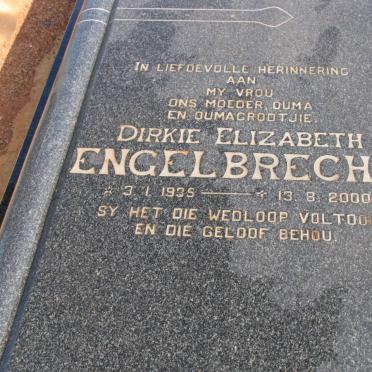 IN LIEFDEVOLLE HERINNERING
AAN
MY VROU
ONS MOEDER, OUMA
EN OUMAGROOTJIE.
DIRKIE ELIZABETH
ENGELBRECH
* 3.1.1935 — + 13.8.2000
SY HET DIE WEDLOOP VOLTOO
EN DIE GELOOF BEHOU.